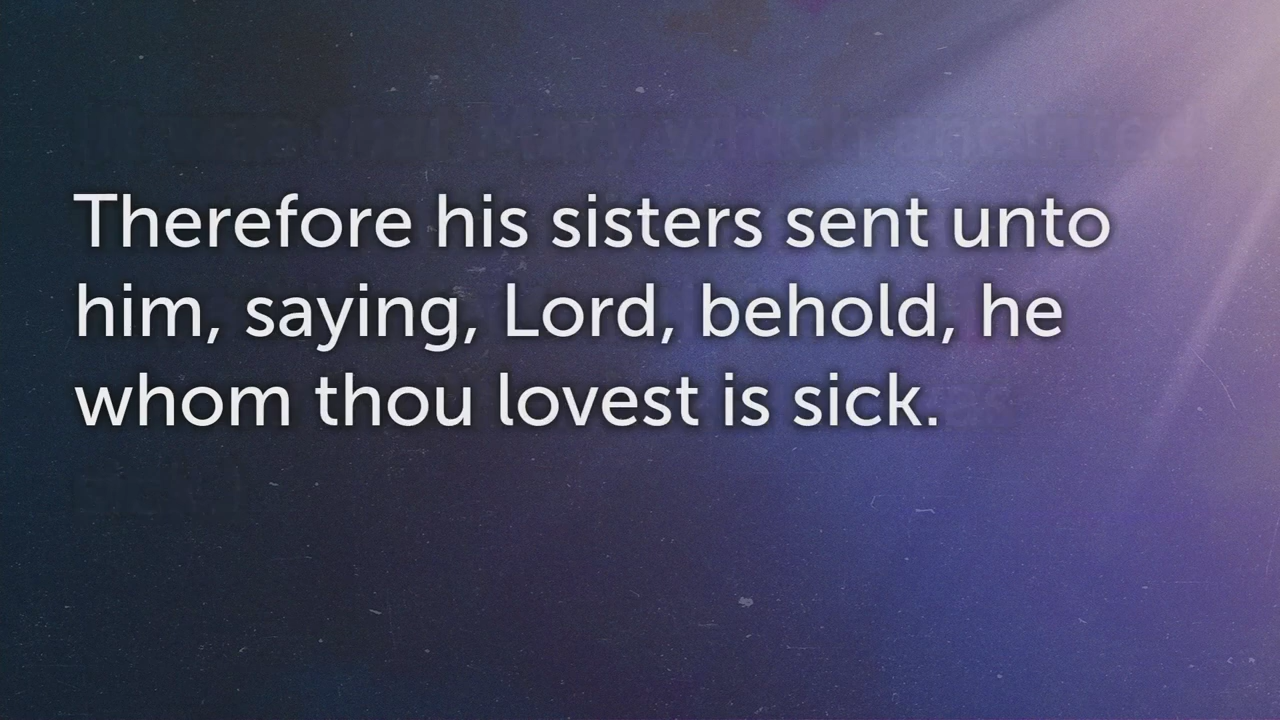 Therefore his sisters sent unto
him, saying, Lord, behold, he
whom thou lovest is sick.